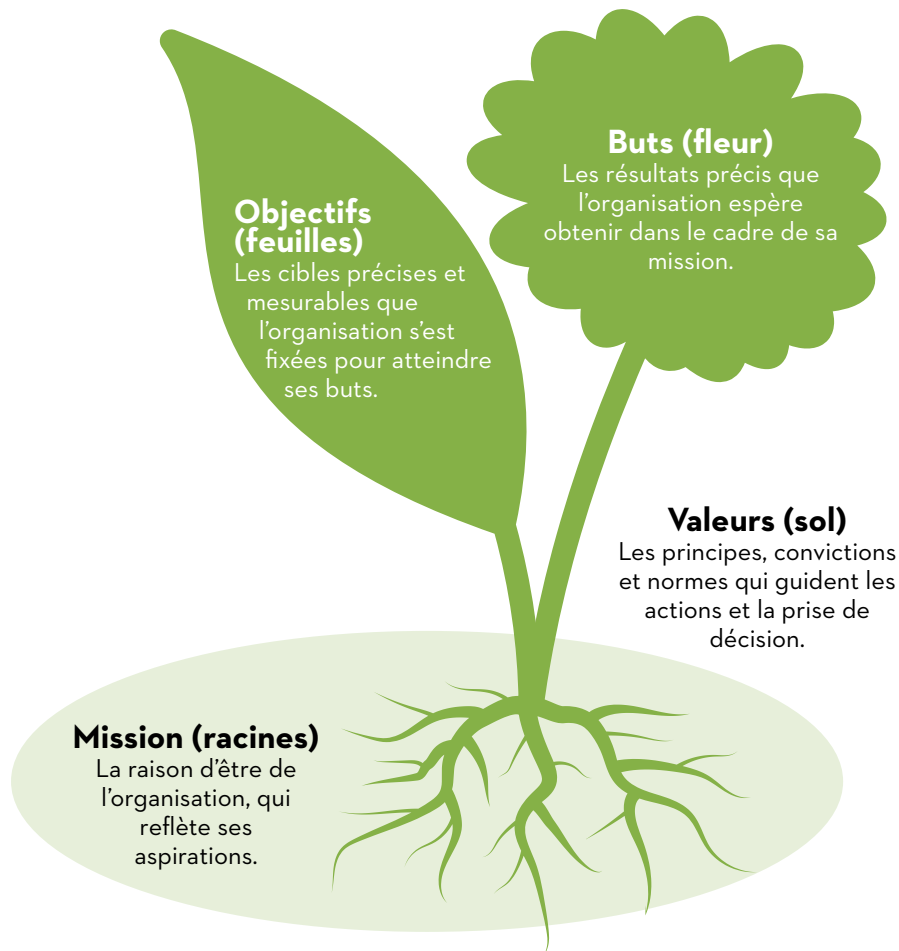 Buts (fleur)
Les résultats précis que
l’organisation espère
obtenir dans le cadre de sa
mission.
Objectifs
(feuilles)
Les cibles précises et
mesurables que
l’organisation s’est
fixées pour atteindre
ses buts.
Valeurs (sol)
Les principes, convictions
et normes qui guident les
actions et la prise de
décision.
Mission (racines)
La raison d’être de
l’organisation, qui
reflète ses
aspirations.